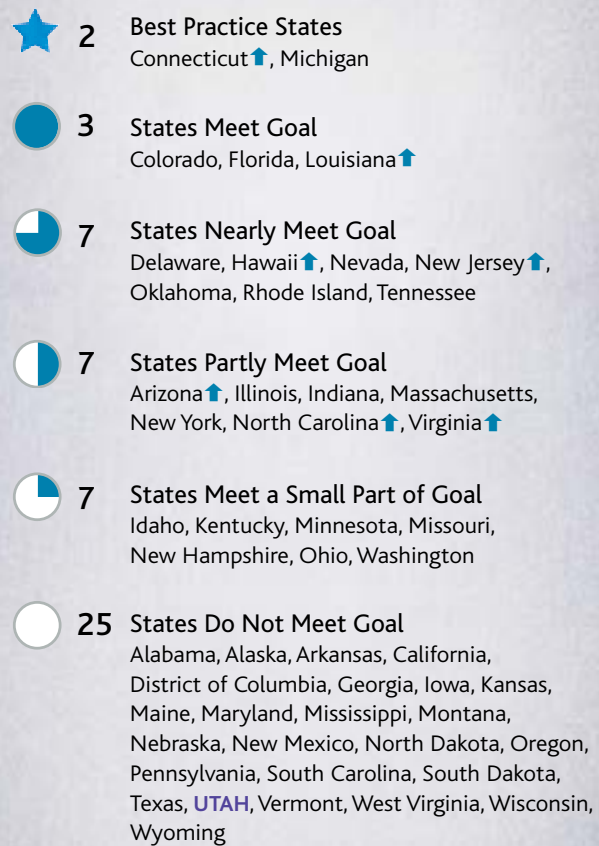 2 Best Practice States
Connecticut⬆, Michigan
3 States Meet Goal
Colorado, Florida, Louisiana⬆
7 States Nearly Meet Goal
Delaware, Hawaii⬆, Nevada, New Jersey⬆,
Oklahoma, Rhode Island, Tennessee
7 States Partly Meet Goal
Arizona⬆, Illinois, Indiana, Massachusetts,
New York, North Carolina⬆, Virginia⬆
7 States Meet a Small Part of Goal
Idaho, Kentucky, Minnesota, Missouri,
New Hampshire, Ohio, Washington
25 States Do Not Meet Goal
Alabama, Alaska, Arkansas, California,
District of Columbia, Georgia, Iowa, Kansas,
Maine, Maryland, Mississippi, Montana,
Nebraska, New Mexico, North Dakota, Oregon,
Pennsylvania, South Carolina, South Dakota,
Texas, UTAH, Vermont, West Virginia, Wisconsin,
Wyoming